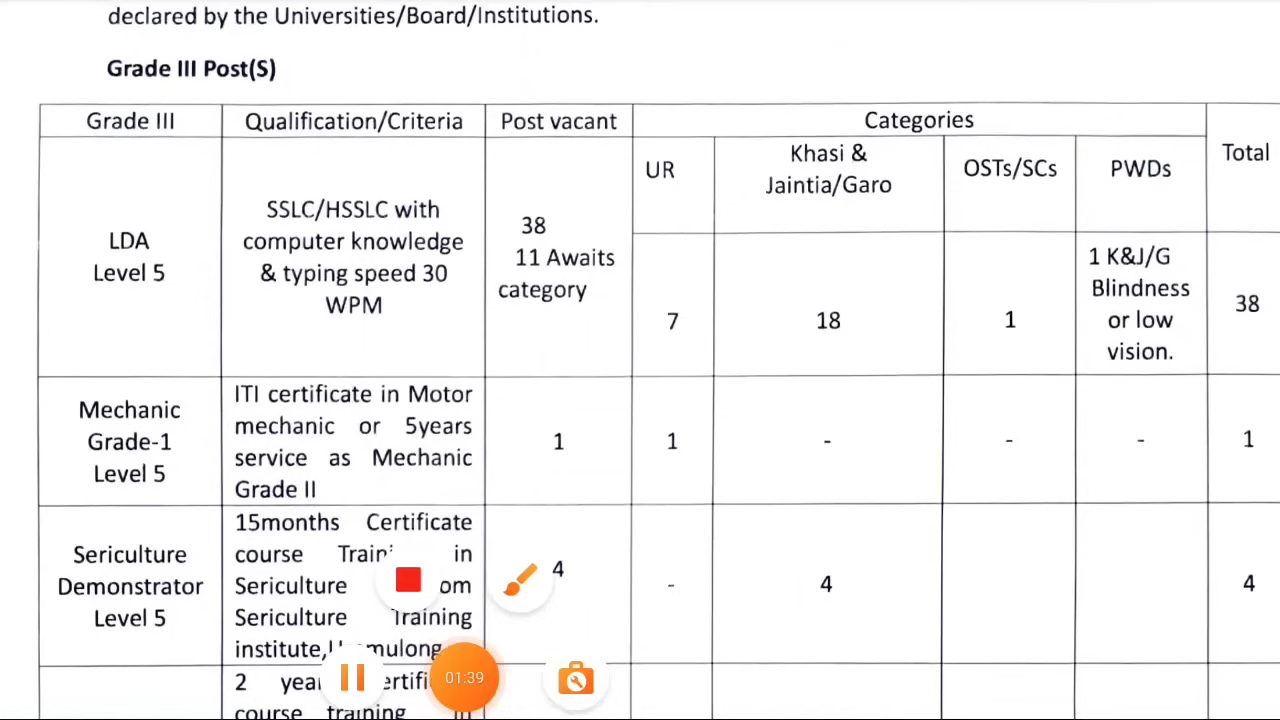 declared by the Universities/Board/Institutions.
Grade III Post(S)
Grade III
Qualification/Criteria
Post vacant
Categories
Total
UR
Khasi &
Jaintia/Garo
OSTs/SCs
PWDs
LDA
Level 5
SSLC/HSSLC with
computer knowledge
& typing speed 30
WPM
38
11 Awaits
category
7
18
1
1 K&J/G
Blindness
or low
vision.
38
Mechanic
Grade-1
Level 5
ITI certificate in Motor
mechanic or 5years
service as Mechanic
Grade II
1
1
-
-
-
1
Sericulture
Demonstrator
Level 5
15months Certificate
course in
Sericulture
Sericulture Training
4
-
4
4
2
course training
01:39